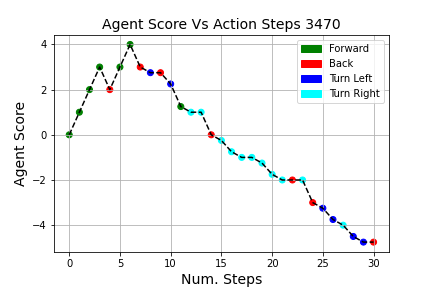 Agent Score Vs Action Steps 3470
Agent Score
4
2
0
−2
−4
Forward
Back
Turn Left
Turn Right
0 5 10 15 20 25 30
Num. Steps